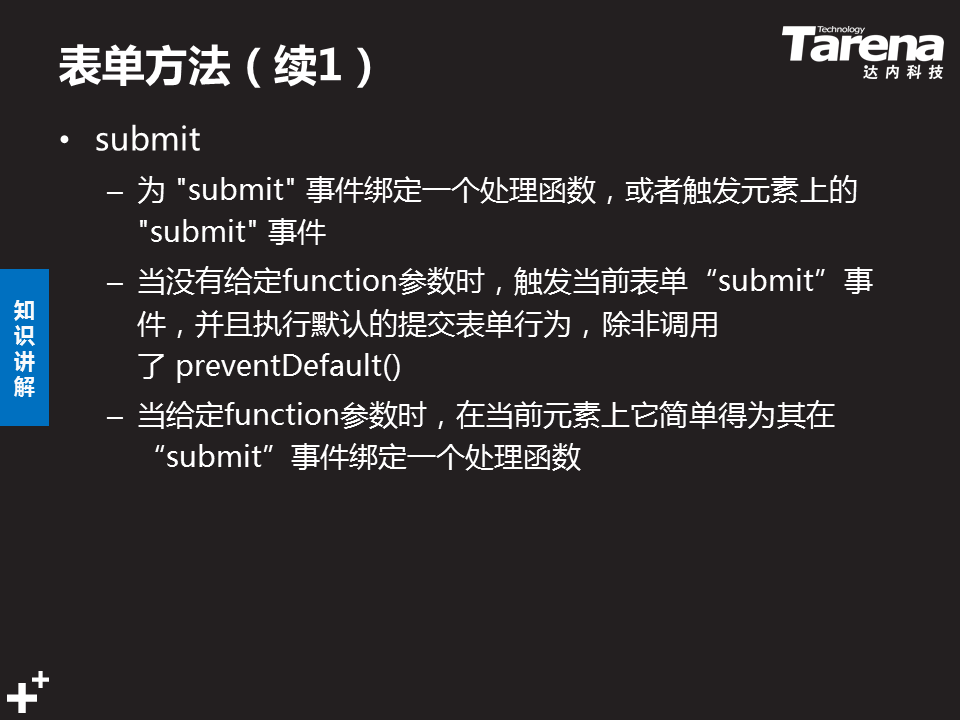 表单方法（续1）
Technology
Tarena
达内科技
• submit
– 为 "submit" 事件绑定一个处理函数，或者触发元素上的
"submit" 事件
– 当没有给定function参数时，触发当前表单“submit”事
件，并且执行默认的提交表单行为，除非调用
了 preventDefault()
– 当给定function参数时，在当前元素上它简单得为其在
“submit”事件绑定一个处理函数
知
识
讲
解